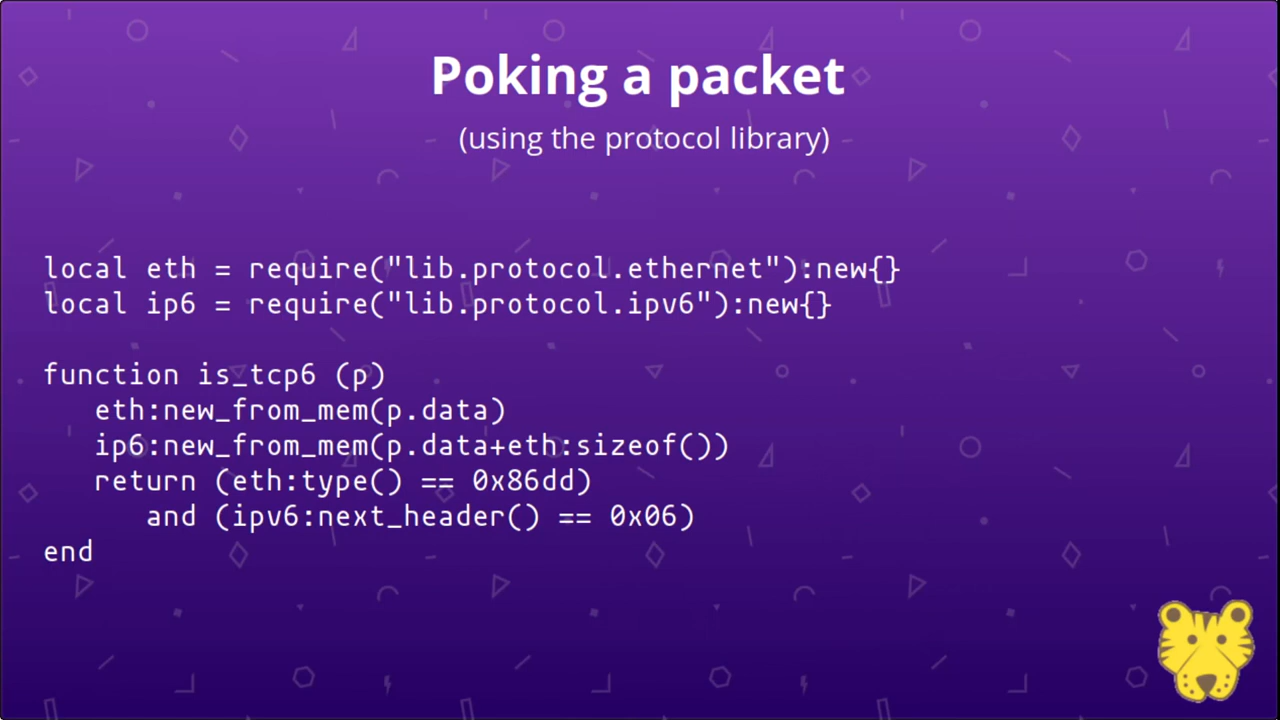 Poking a packet
(using the protocol library)
local eth = require("lib.protocol.ethernet"):new{}
local ip6 = require("lib.protocol.ipv6"):new{}
function is_tcp6 (p)
   eth:new_from_mem(p.data)
   ip6:new_from_mem(p.data+eth:sizeof())
   return (eth:type() == 0x86dd)
      and (ipv6:next_header() == 0x06)
end